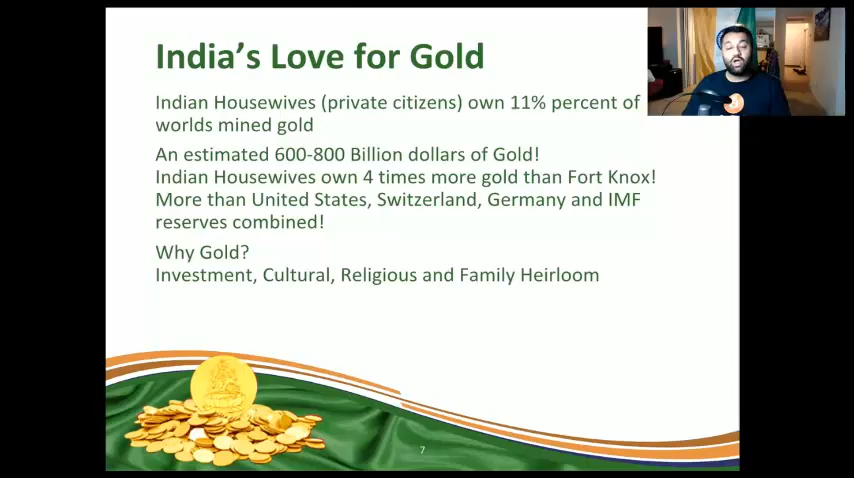 India's Love for Gold
Indian Housewives (private citizens) own 11% percent of
worlds mined gold
An estimated 600-800 Billion dollars of Gold!
Indian Housewives own 4 times more gold than Fort Knox!
More than United States, Switzerland, Germany and IMF
reserves combined!
Why Gold?
Investment, Cultural, Religious and Family Heirloom
7